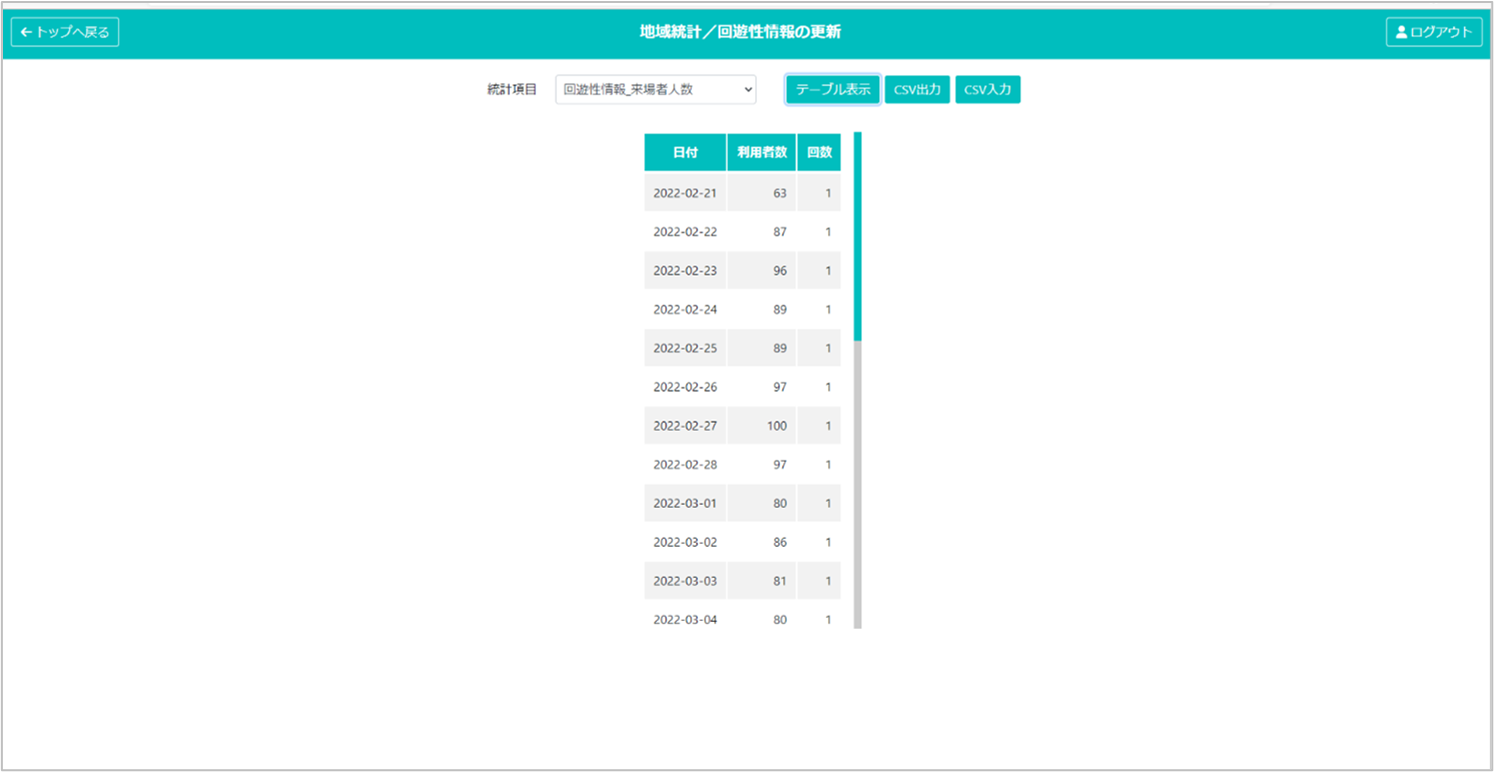 トップへ戻る
地域統計／回遊性情報の更新
ログアウト
統計項目 回遊性情報_来場者人数 テーブル表示 CSV出力 CSV入力
日付 利用者数 回数
2022-02-21 63 1
2022-02-22 87 1
2022-02-23 96 1
2022-02-24 89 1
2022-02-25 89 1
2022-02-26 97 1
2022-02-27 100 1
2022-02-28 97 1
2022-03-01 80 1
2022-03-02 86 1
2022-03-03 81 1
2022-03-04 80 1